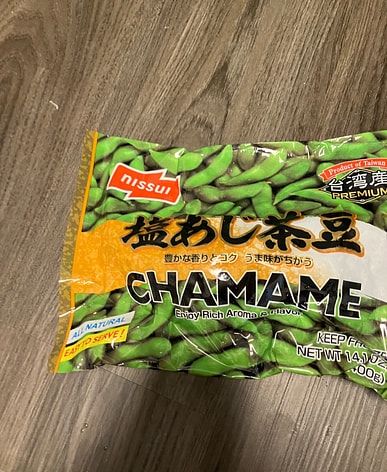 nissui
Product of Taiwan
台湾産
PREMIUM
塩あじ茶豆
豊かな香りとコク うま味がちがう
CHAMAME
Enjoy Rich Aroma & Flavor
ALL NATURAL
EASY TO SERVE!
KEEP
NET WT 14.1